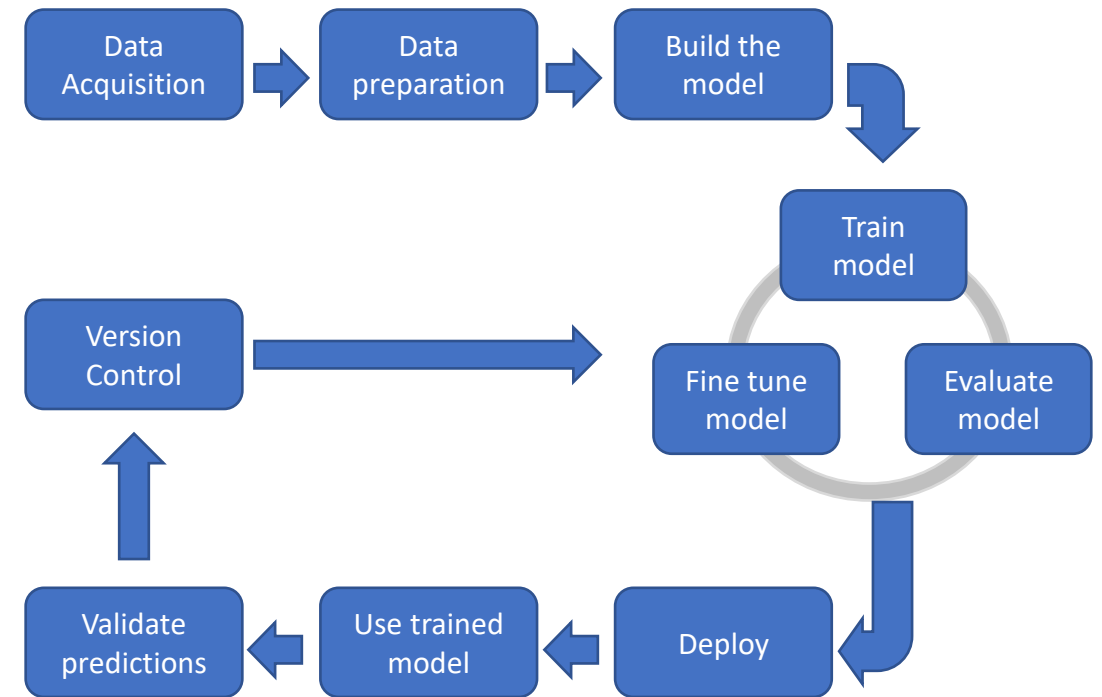 Data
Acquisition
Data
preparation
Build the
model
Train
model
Evaluate
model
Fine tune
model
Deploy
Use trained
model
Validate
predictions
Version
Control